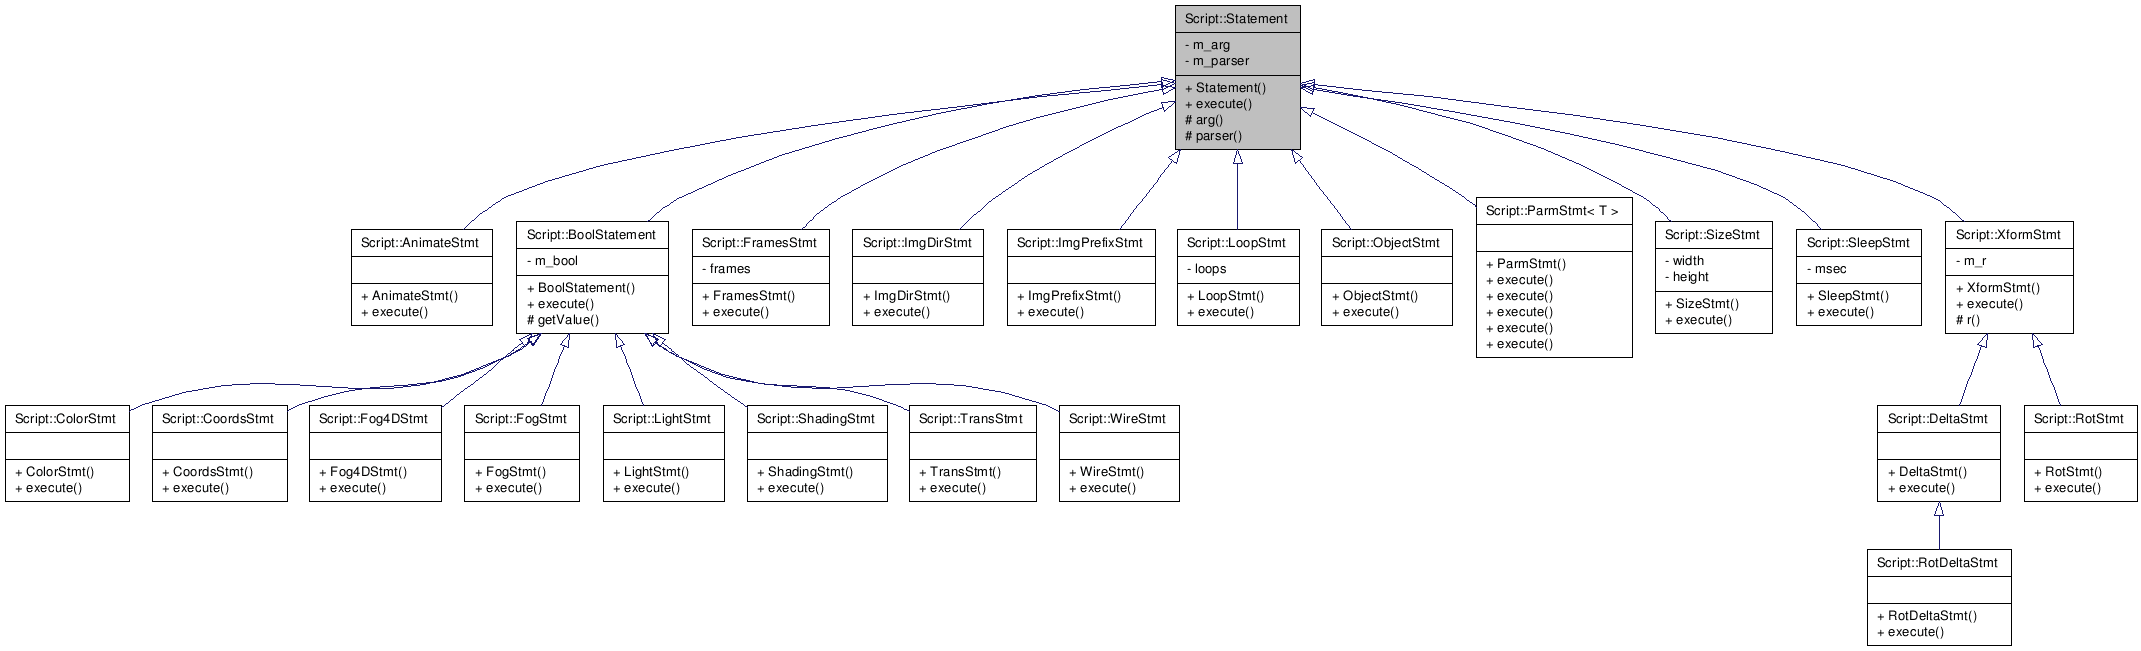 Script::Statement
- m_arg
- m_parser
+ Statement()
+ execute()
# arg()
# parser()
Script::AnimateStmt
+ AnimateStmt()
+ execute()
Script::BoolStatement
- m_bool
+ BoolStatement()
+ execute()
# getValue()
Script::FramesStmt
- frames
+ FramesStmt()
+ execute()
Script::ImgDirStmt
+ ImgDirStmt()
+ execute()
Script::ImgPrefixStmt
+ ImgPrefixStmt()
+ execute()
Script::LoopStmt
- loops
+ LoopStmt()
+ execute()
Script::ObjectStmt
+ ObjectStmt()
+ execute()
Script::ParmStmt< T >
+ ParmStmt()
+ execute()
+ execute()
+ execute()
+ execute()
+ execute()
Script::SizeStmt
- width
- height
+ SizeStmt()
+ execute()
Script::SleepStmt
- msec
+ SleepStmt()
+ execute()
Script::XformStmt
- m_r
+ XformStmt()
+ execute()
# r()
Script::ColorStmt
+ ColorStmt()
+ execute()
Script::CoordsStmt
+ CoordsStmt()
+ execute()
Script::Fog4DStmt
+ Fog4DStmt()
+ execute()
Script::FogStmt
+ FogStmt()
+ execute()
Script::LightStmt
+ LightStmt()
+ execute()
Script::ShadingStmt
+ ShadingStmt()
+ execute()
Script::TransStmt
+ TransStmt()
+ execute()
Script::WireStmt
+ WireStmt()
+ execute()
Script::DeltaStmt
+ DeltaStmt()
+ execute()
Script::RotStmt
+ RotStmt()
+ execute()
Script::RotDeltaStmt
+ RotDeltaStmt()
+ execute()